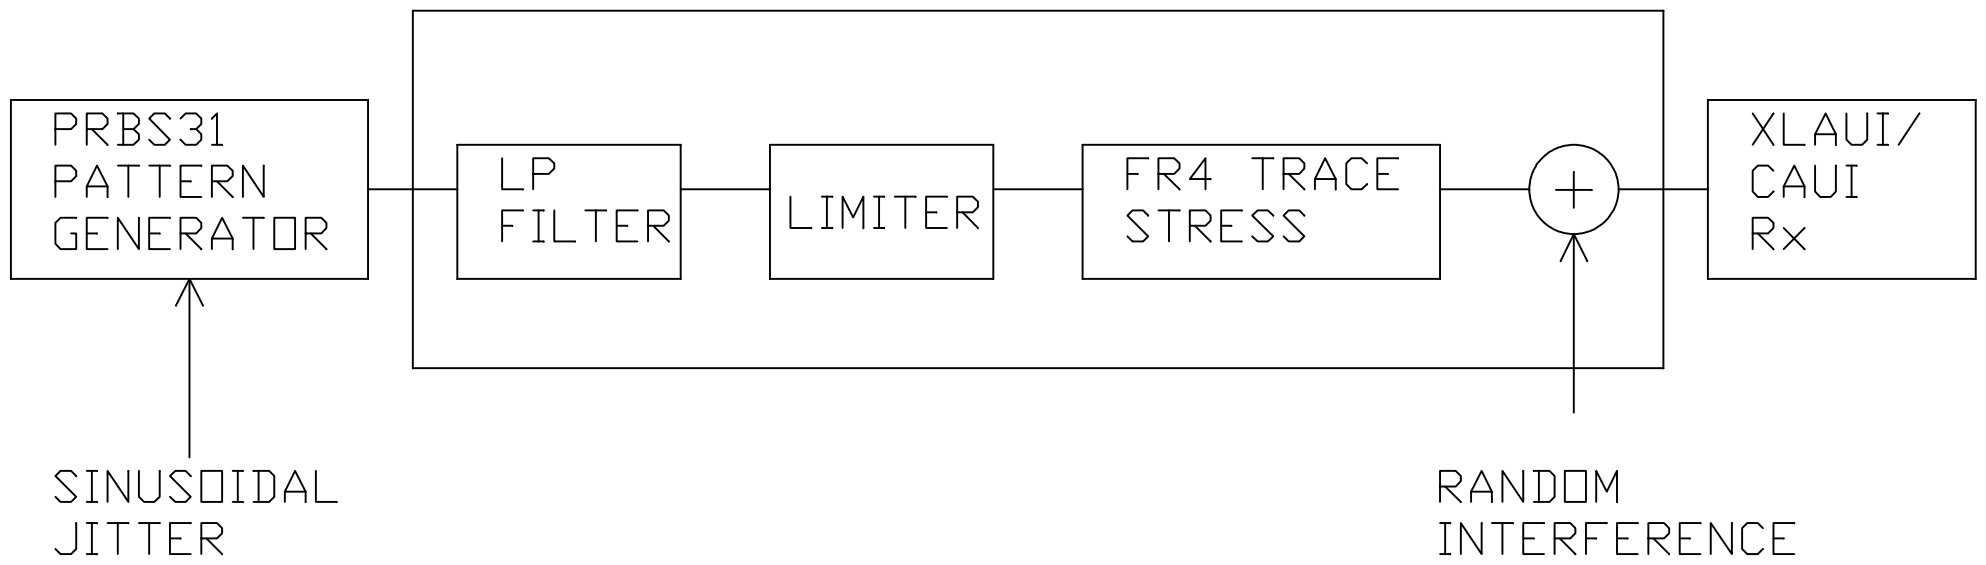 PRBS31
PATTERN
GENERATOR
LP
FILTER
LIMITER
FR4 TRACE
STRESS
+
XLAUI/
CAUI
Rx
SINUSOIDAL
JITTER
RANDOM
INTERFERENCE